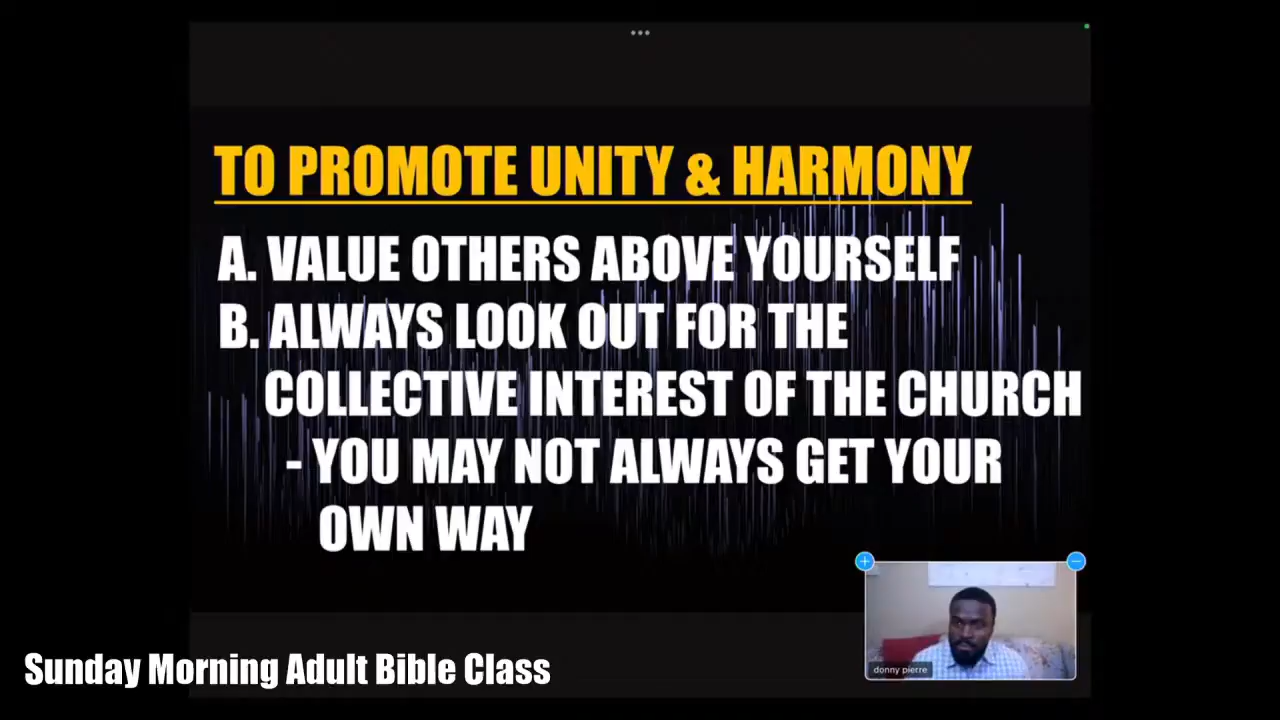 TO PROMOTE UNITY & HARMONY
A. VALUE OTHERS ABOVE YOURSELF
B. ALWAYS LOOK OUT FOR THE
COLLECTIVE INTEREST OF THE CHURCH
- YOU MAY NOT ALWAYS GET YOUR
OWN WAY
donny pierre
Sunday Morning Adult Bible Class